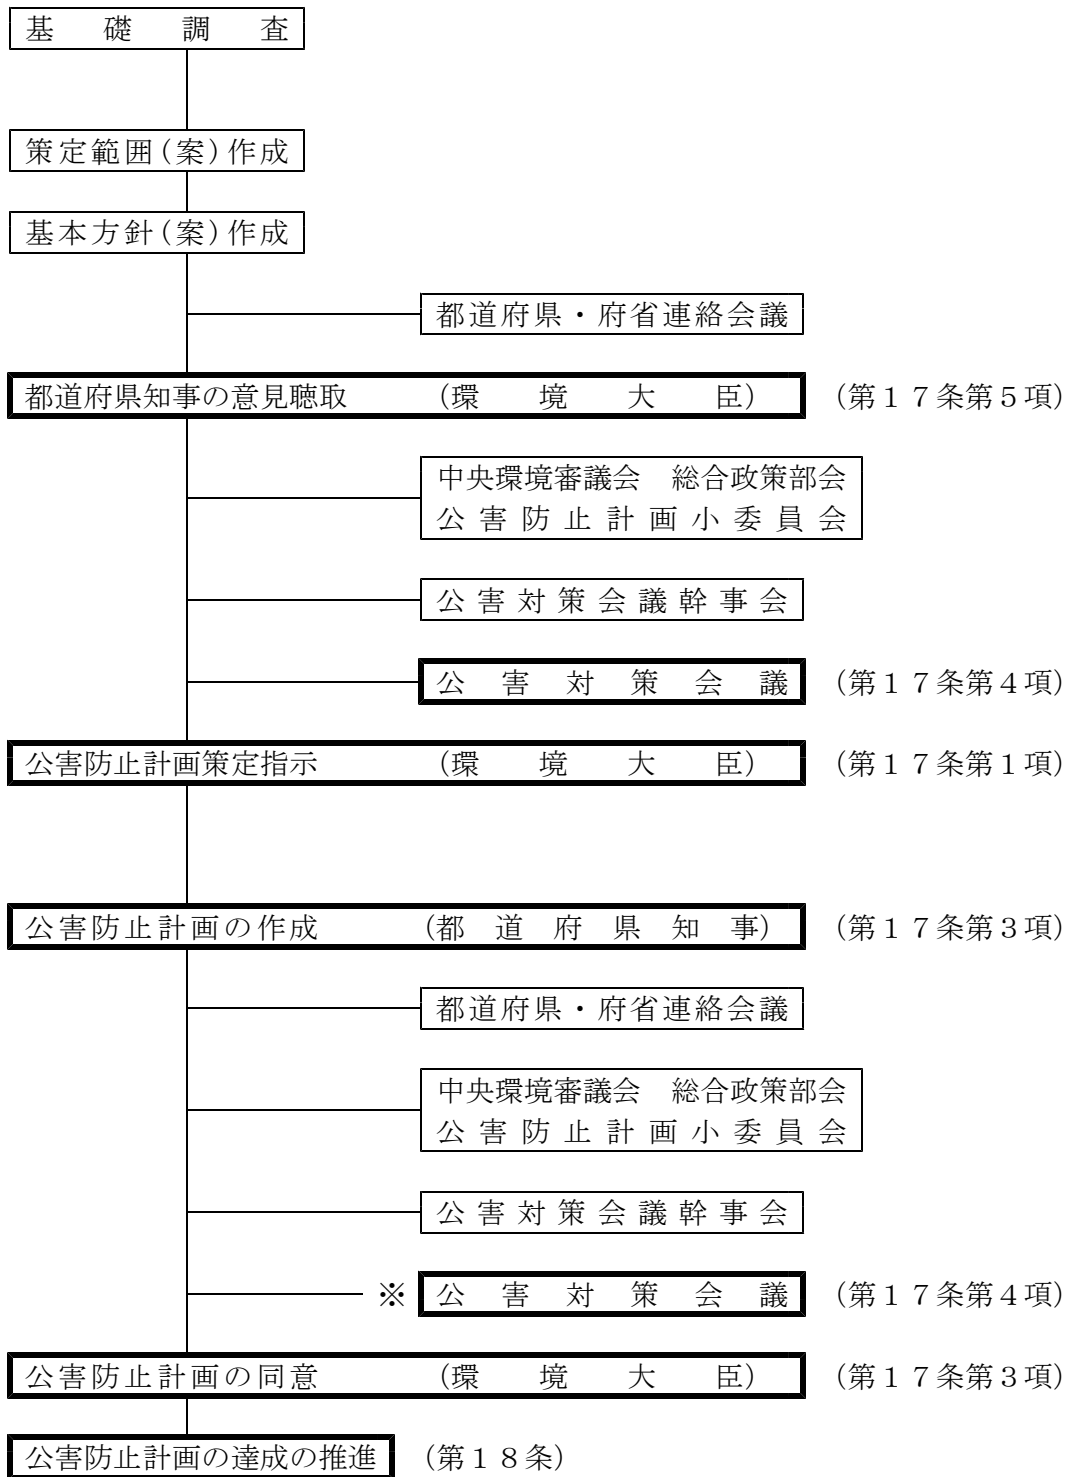 基礎調査
策定範囲(案)作成
基本方針(案)作成
都道府県・府省連絡会議
都道府県知事の意見聴取 (環境大臣) (第17条第5項)
中央環境審議会 総合政策部会
公害防止計画小委員会
公害対策会議幹事会
公害対策会議 (第17条第4項)
公害防止計画策定指示 (環境大臣) (第17条第1項)
公害防止計画の作成 (都道府県知事) (第17条第3項)
都道府県・府省連絡会議
中央環境審議会 総合政策部会
公害防止計画小委員会
公害対策会議幹事会
※ 公害対策会議 (第17条第4項)
公害防止計画の同意 (環境大臣) (第17条第3項)
公害防止計画の達成の推進 (第18条)